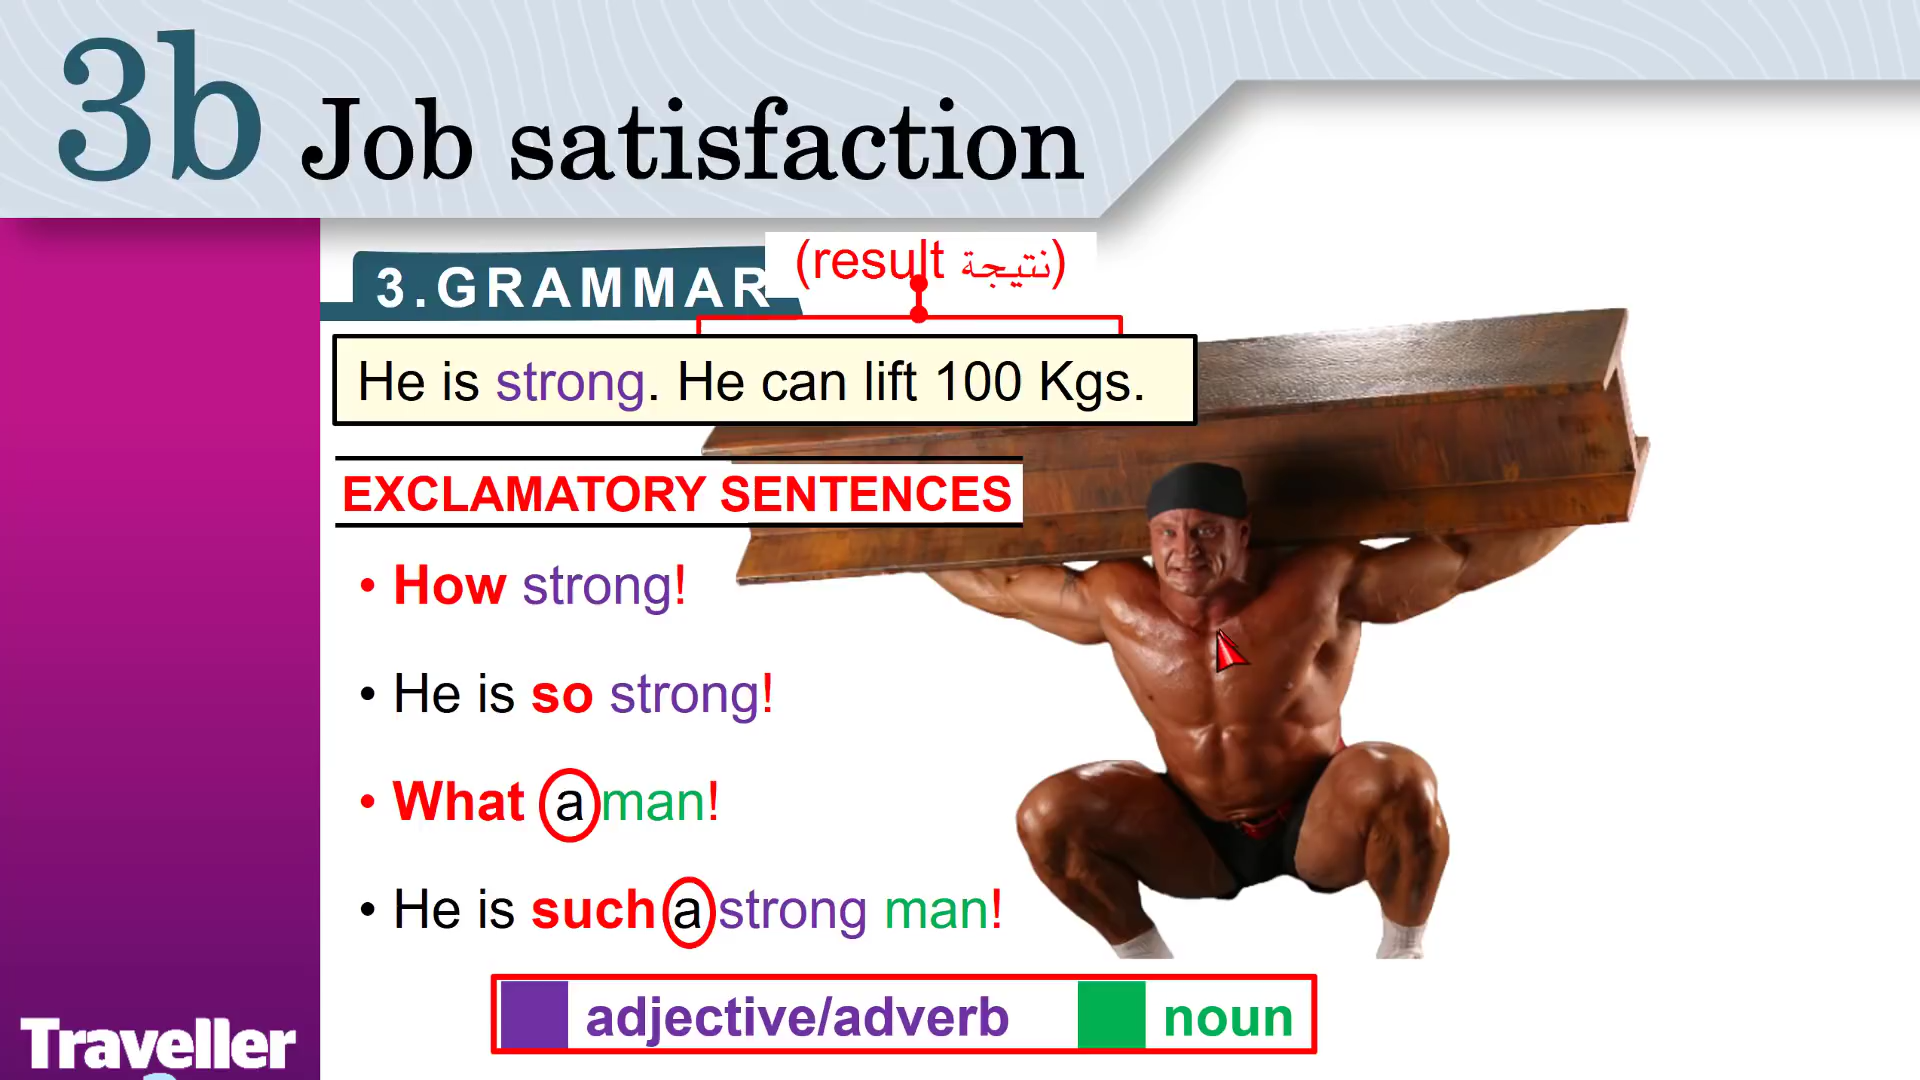 3b Job satisfaction
3.GRAMMAR
(result نتيجة)
He is strong. He can lift 100 Kgs.
EXCLAMATORY SENTENCES
• How strong!
• He is so strong!
• What a man!
• He is such a strong man!
adjective/adverb noun
Traveller